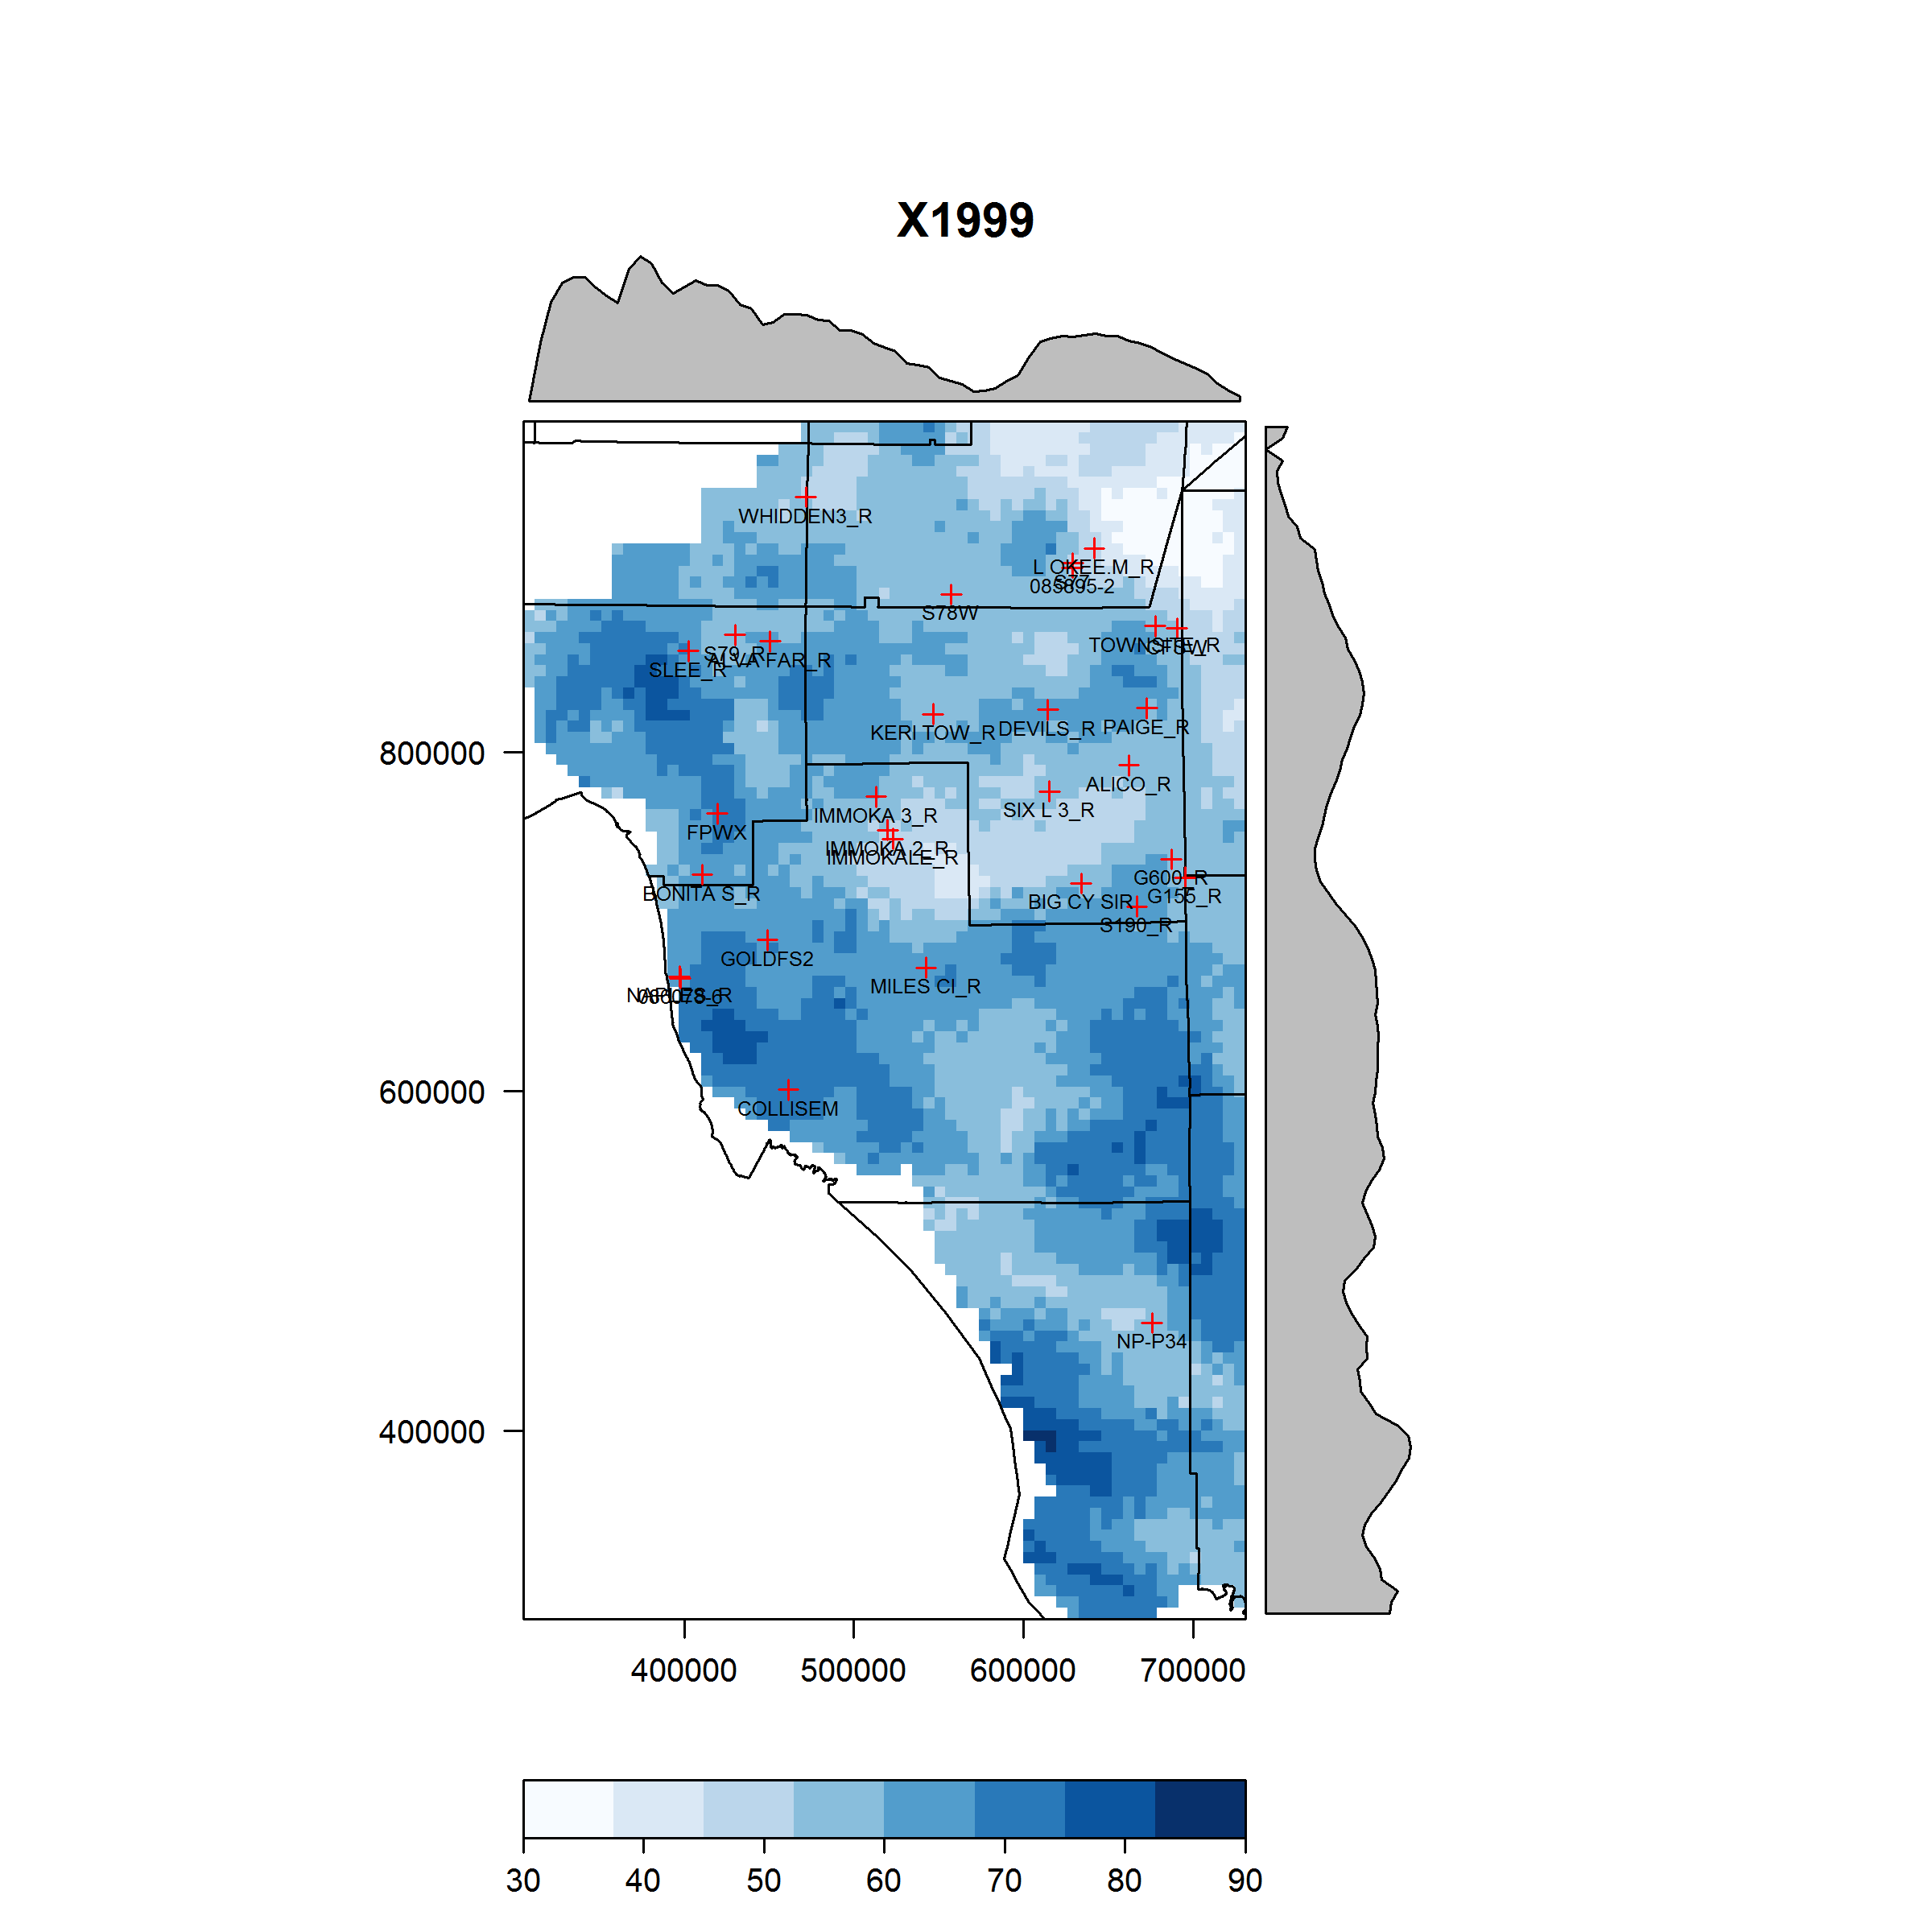 X1999
WHIDDEN3_R
L OKEE.M_R
S77
085895-2
S78W
TOWNSITE_R
CFSW
S79_R
ALVA FAR_R
SLEE_R
KERI TOW_R
DEVILS_R
PAIGE_R
800000
ALICO_R
IMMOKA 3_R
SIX L 3_R
FPWX
IMMOKA 2_R
IMMOKALE_R
G600_R
BONITA S_R
BIG CY SIR
G155_R
S190_R
GOLDFS2
MILES CI_R
NAPLES_R
086078-6
600000
COLLISEM
NP-P34
400000
400000 500000 600000 700000
30 40 50 60 70 80 90